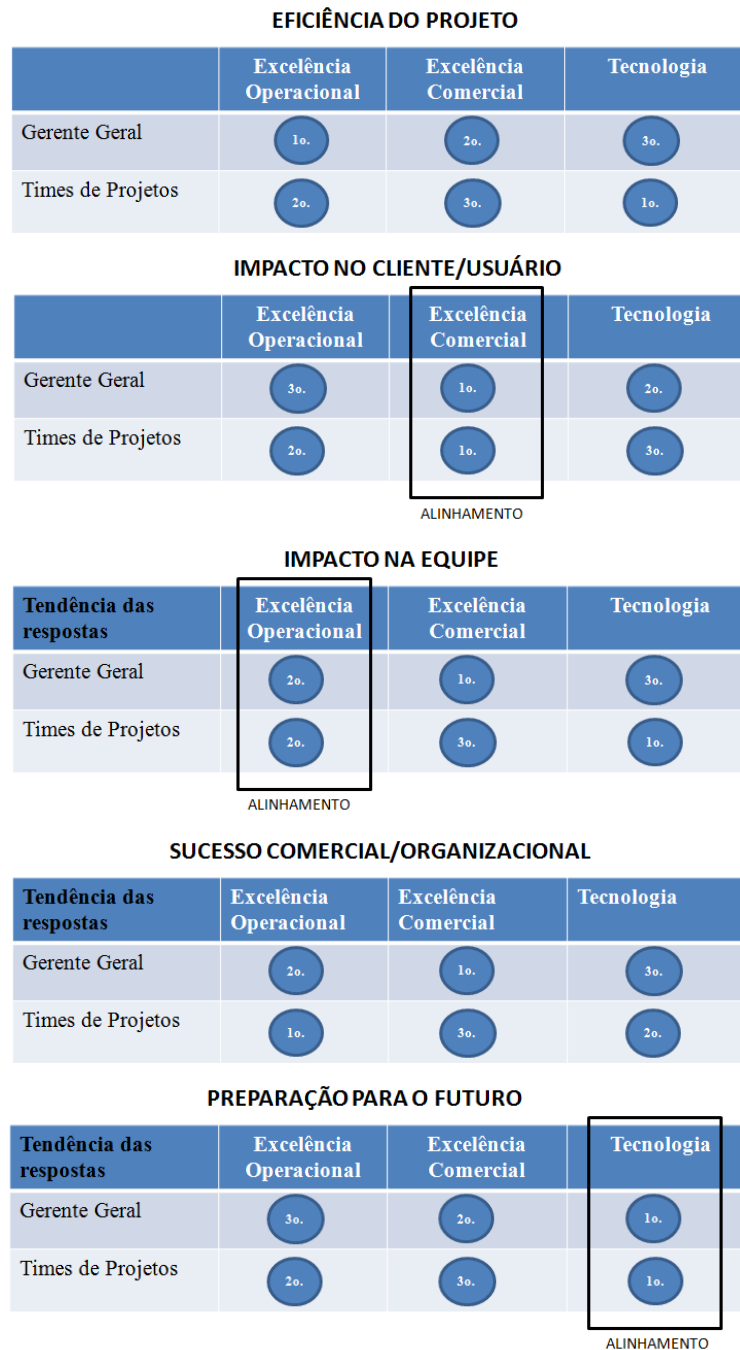 EFICIÊNCIA DO PROJETO
Excelência Operacional Excelência Comercial Tecnologia
Gerente Geral 1o. 2o. 3o.
Times de Projetos 2o. 3o. 1o.
IMPACTO NO CLIENTE/USUÁRIO
Excelência Operacional Excelência Comercial Tecnologia
Gerente Geral 3o. 1o. 2o.
Times de Projetos 2o. 1o. 3o.
ALINHAMENTO
IMPACTO NA EQUIPE
Tendência das respostas Excelência Operacional Excelência Comercial Tecnologia
Gerente Geral 2o. 1o. 3o.
Times de Projetos 2o. 3o. 1o.
ALINHAMENTO
SUCESSO COMERCIAL/ORGANIZACIONAL
Tendência das respostas Excelência Operacional Excelência Comercial Tecnologia
Gerente Geral 2o. 1o. 3o.
Times de Projetos 1o. 3o. 2o.
PREPARAÇÃO PARA O FUTURO
Tendência das respostas Excelência Operacional Excelência Comercial Tecnologia
Gerente Geral 3o. 2o. 1o.
Times de Projetos 2o. 3o. 1o.
ALINHAMENTO